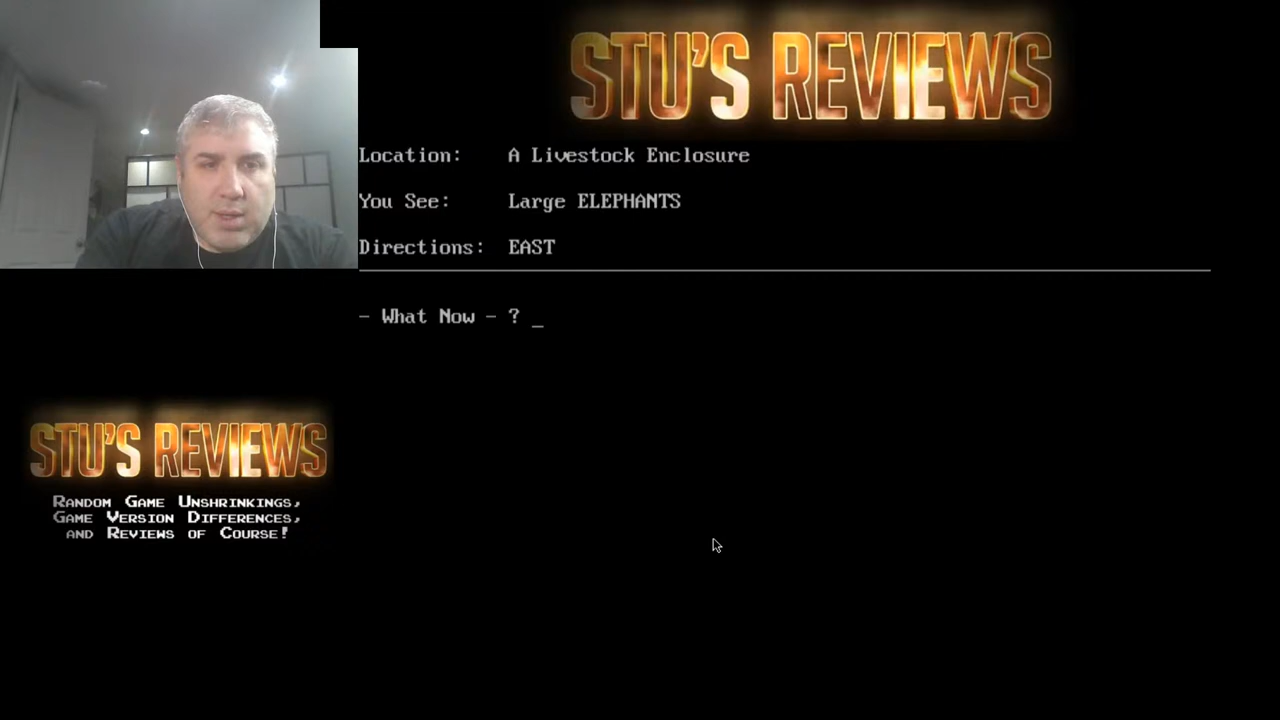 STU'S REVIEWS
Location: A Livestock Enclosure
You See: Large ELEPHANTS
Directions: EAST
- What Now - ? _
STU'S REVIEWS
RANDOM GAME UNSHRINKINGS,
GAME VERSION DIFFERENCES,
AND REVIEWS OF COURSE!